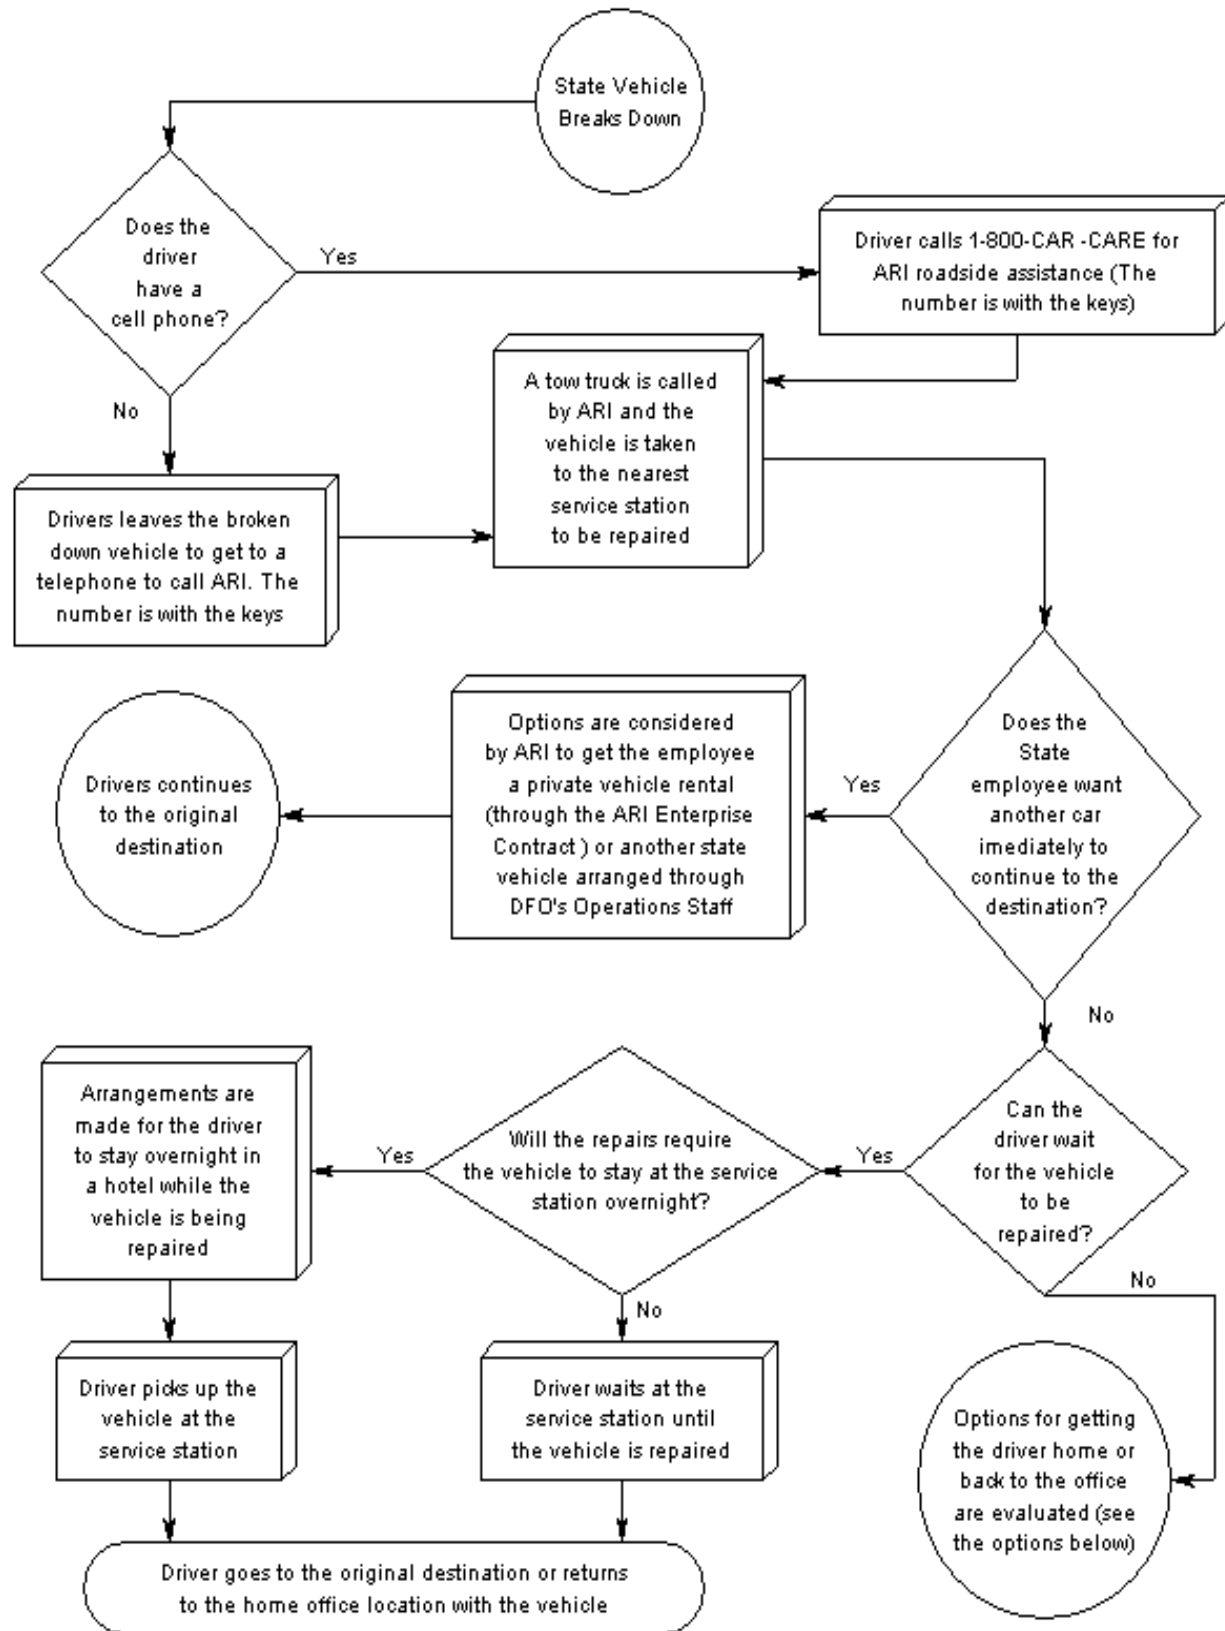 State Vehicle
Breaks Down
Does the
driver
have a
cell phone?
Yes
Driver calls 1-800-CAR -CARE for
ARI roadside assistance (The
number is with the keys)
No
A tow truck is called
by ARI and the
vehicle is taken
to the nearest
service station
to be repaired
Drivers leaves the broken
down vehicle to get to a
telephone to call ARI. The
number is with the keys
Does the
State
employee want
another car
imediately to
continue to the
destination?
Yes
Options are considered
by ARI to get the employee
a private vehicle rental
(through the ARI Enterprise
Contract ) or another state
vehicle arranged through
DFO's Operations Staff
Drivers continues
to the original
destination
No
Can the
driver wait
for the vehicle
to be
repaired?
Yes
Will the repairs require
the vehicle to stay at the service
station overnight?
Yes
Arrangements are
made for the driver
to stay overnight in
a hotel while the
vehicle is being
repaired
No
No
Driver picks up the
vehicle at the
service station
Driver waits at the
service station until
the vehicle is repaired
Options for getting
the driver home or
back to the office
are evaluated (see
the options below)
Driver goes to the original destination or returns
to the home office location with the vehicle